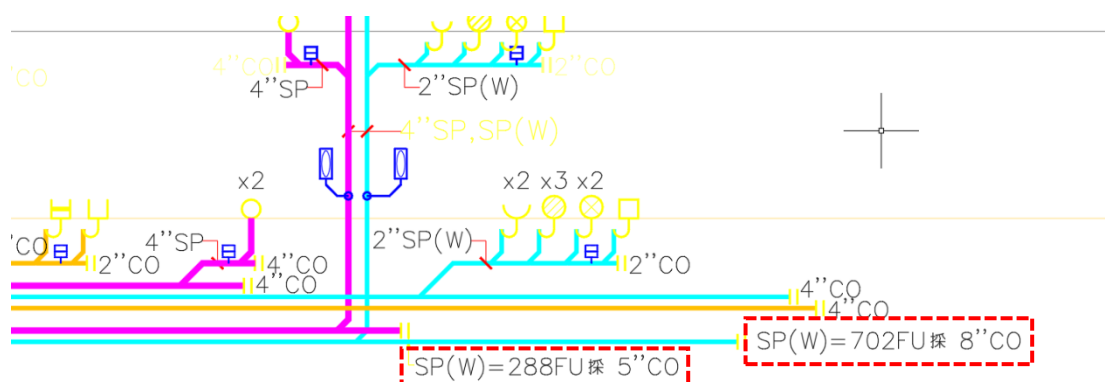 ''CO
4''CO
2''CO
4''SP
2''SP(W)
4''SP,SP(W)
x2
x2 x3 x2
''CO
4''SP
2''SP(W)
2''CO
4''CO
2''CO
4''CO
4''CO
4''CO
SP(W)=702FU採 8''CO
SP(W)=288FU採 5''CO